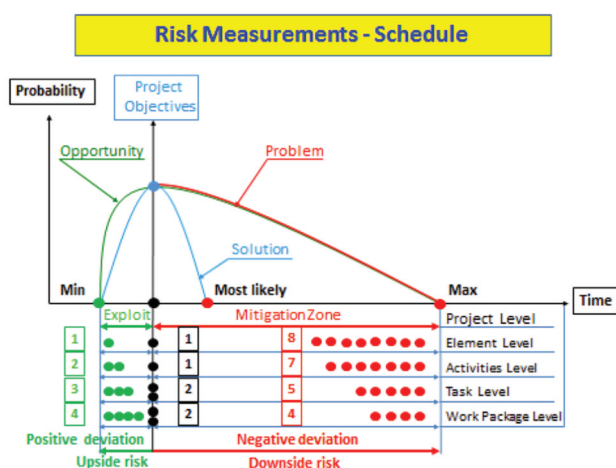 Risk Measurements - Schedule
Probability
Project
Objectives
Opportunity
Problem
Solution
Min
Most likely
Max
Time
Exploit
Mitigation Zone
Project Level
1
1
8
Element Level
2
1
7
Activities Level
3
2
5
Task Level
4
2
4
Work Package Level
Positive deviation
Negative deviation
Upside risk
Downside risk